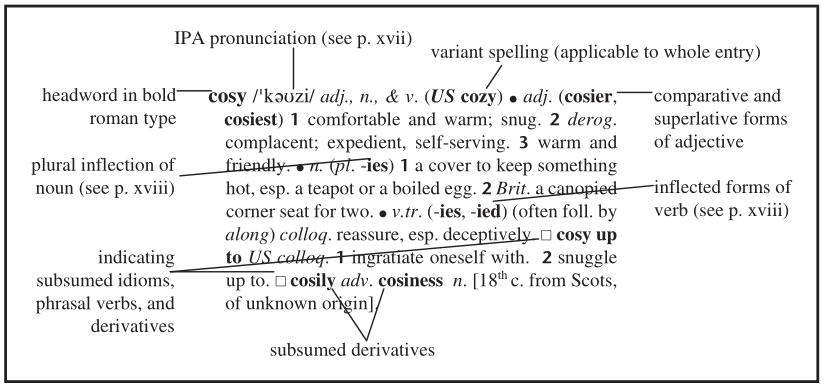 IPA pronunciation (see p. xvii)
variant spelling (applicable to whole entry)
headword in bold
roman type
cosy /ˈkəʊzi/ adj., n., & v. (US cozy) ● adj. (cosier,
cosiest) 1 comfortable and warm; snug. 2 derog.
complacent; expedient, self-serving. 3 warm and
friendly. ● n. (pl. -ies) 1 a cover to keep something
hot, esp. a teapot or a boiled egg. 2 Brit. a canopied
corner seat for two. ● v.tr. (-ies, -ied) (often foll. by
along) colloq. reassure, esp. deceptively. □ cosy up
to US colloq. 1 ingratiate oneself with. 2 snuggle
up to. □ cosily adv. cosiness n. [18th c. from Scots,
of unknown origin]
comparative and
superlative forms
of adjective
plural inflection of
noun (see p. xviii)
inflected forms of
verb (see p. xviii)
indicating
subsumed idioms,
phrasal verbs, and
derivatives
subsumed derivatives